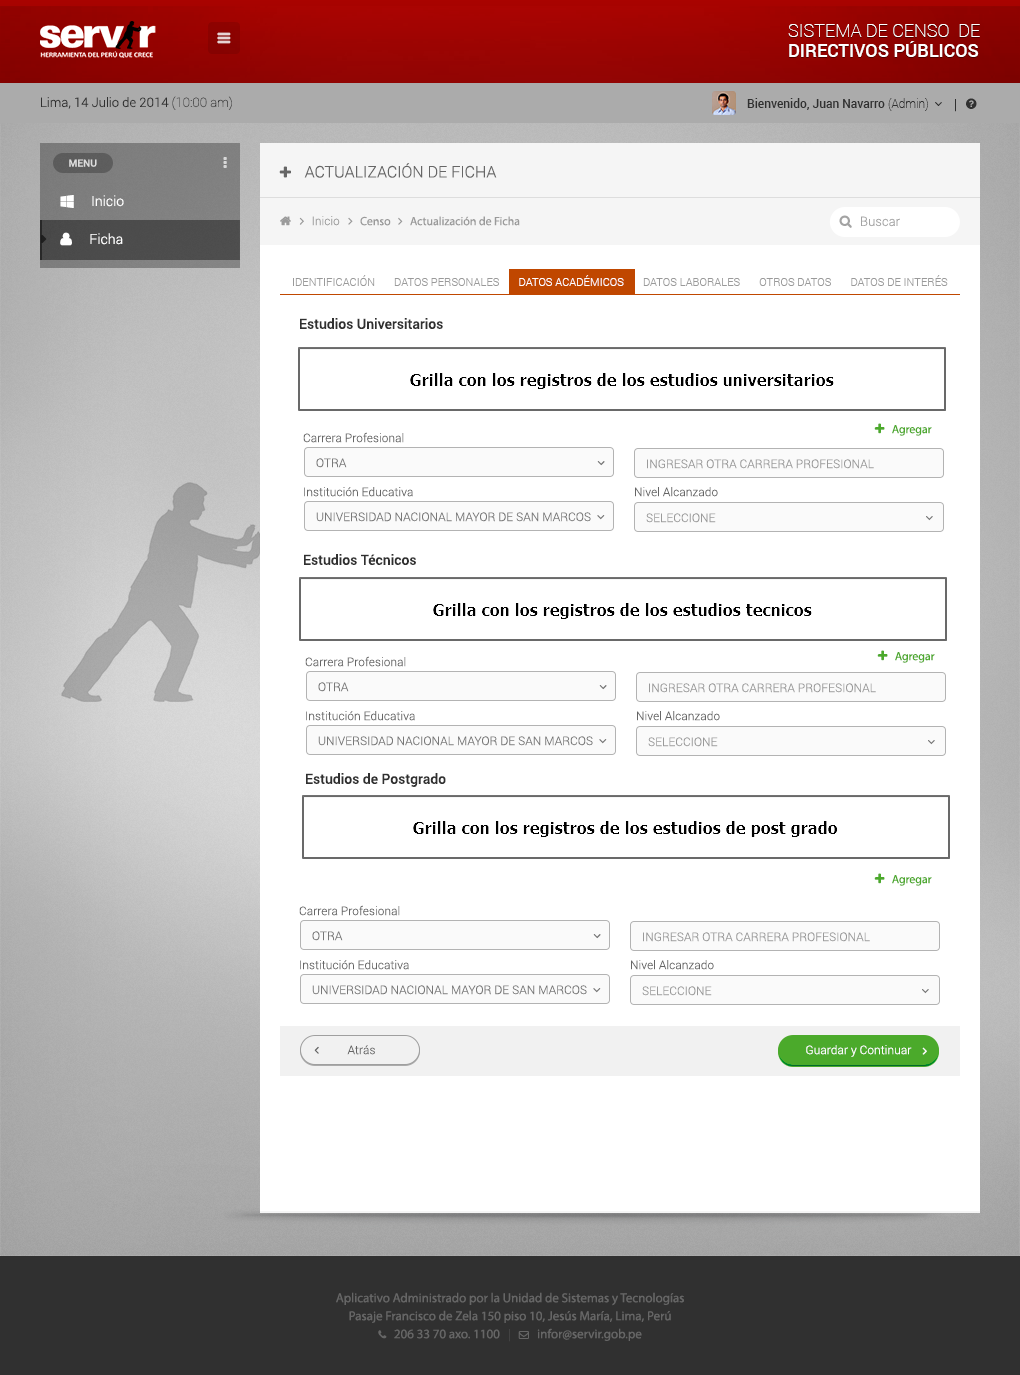 servir
HERRAMIENTA DEL PERÚ QUE CRECE
SISTEMA DE CENSO DE
DIRECTIVOS PÚBLICOS
Lima, 14 Julio de 2014 (10:00 am)
Bienvenido, Juan Navarro (Admin) |
MENU
Inicio
Ficha
ACTUALIZACIÓN DE FICHA
Inicio > Censo > Actualización de Ficha
Buscar
IDENTIFICACIÓN DATOS PERSONALES DATOS ACADÉMICOS DATOS LABORALES OTROS DATOS DATOS DE INTERÉS
Estudios Universitarios
Grilla con los registros de los estudios universitarios
+ Agregar
Carrera Profesional
OTRA
INGRESAR OTRA CARRERA PROFESIONAL
Institución Educativa
Nivel Alcanzado
UNIVERSIDAD NACIONAL MAYOR DE SAN MARCOS
SELECCIONE
Estudios Técnicos
Grilla con los registros de los estudios tecnicos
+ Agregar
Carrera Profesional
OTRA
INGRESAR OTRA CARRERA PROFESIONAL
Institución Educativa
Nivel Alcanzado
UNIVERSIDAD NACIONAL MAYOR DE SAN MARCOS
SELECCIONE
Estudios de Postgrado
Grilla con los registros de los estudios de post grado
+ Agregar
Carrera Profesional
OTRA
INGRESAR OTRA CARRERA PROFESIONAL
Institución Educativa
Nivel Alcanzado
UNIVERSIDAD NACIONAL MAYOR DE SAN MARCOS
SELECCIONE
Atrás
Guardar y Continuar
Aplicativo Administrado por la Unidad de Sistemas y Tecnologías
Pasaje Francisco de Zela 150 piso 10, Jesús María, Lima, Perú
206 33 70 axo. 1100 | infor@servir.gob.pe